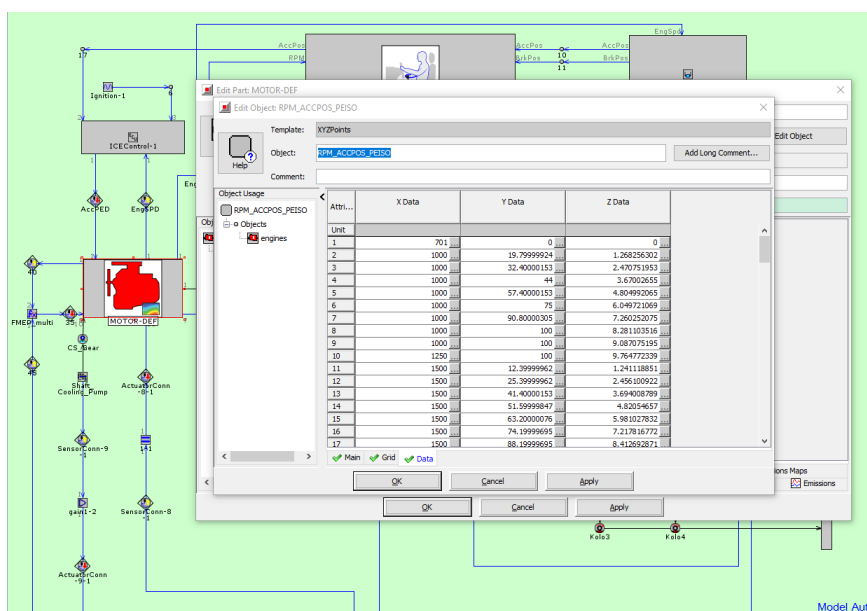 EngSpd
AccPos
AccPos
AccPos
17
10
RPM
BrkPos
BrkPos
11
Ignition-1
6
Edit Part: MOTOR-DEF
Edit Object: RPM_ACCPOS_PEISO
Template:
XYZPoints
Edit Object
ICEControl-1
Help
Object:
RPM_ACCPOS_PEISO
Add Long Comment...
Comment:
Object Usage
RPM_ACCPOS_PEISO
Objects
engines
Attri...
X Data
Y Data
Z Data
Unit
1
701
0
0
2
1000
19.79999924
1.268256302
3
1000
32.40000153
2.470751953
4
1000
44
3.67002655
5
1000
57.40000153
4.804992065
6
1000
75
6.049721069
7
1000
90.80000305
7.260252075
8
1000
100
8.281103516
9
1000
100
9.087075195
10
1250
100
9.764772339
11
1500
12.39999962
1.241118851
12
1500
25.39999962
2.456100922
13
1500
41.40000153
3.694008789
14
1500
51.59999847
4.82054657
15
1500
63.20000076
5.981027832
16
1500
74.19999695
7.217816772
17
1500
88.19999695
8.412692871
Main
Grid
Data
OK
Cancel
Apply
OK
Cancel
Apply
ions Maps
Emissions
AccPED
EngSPD
40
MOTOR-DEF
FMEP_multi
35
CS_Gear
Shaft_
Cooling_Pump
ActuatorConn
-8-1
SensorConn-9
-1
gain1-2
SensorConn-8
-1
ActuatorConn
-9-1
Kolo3
Kolo4
Model Aut